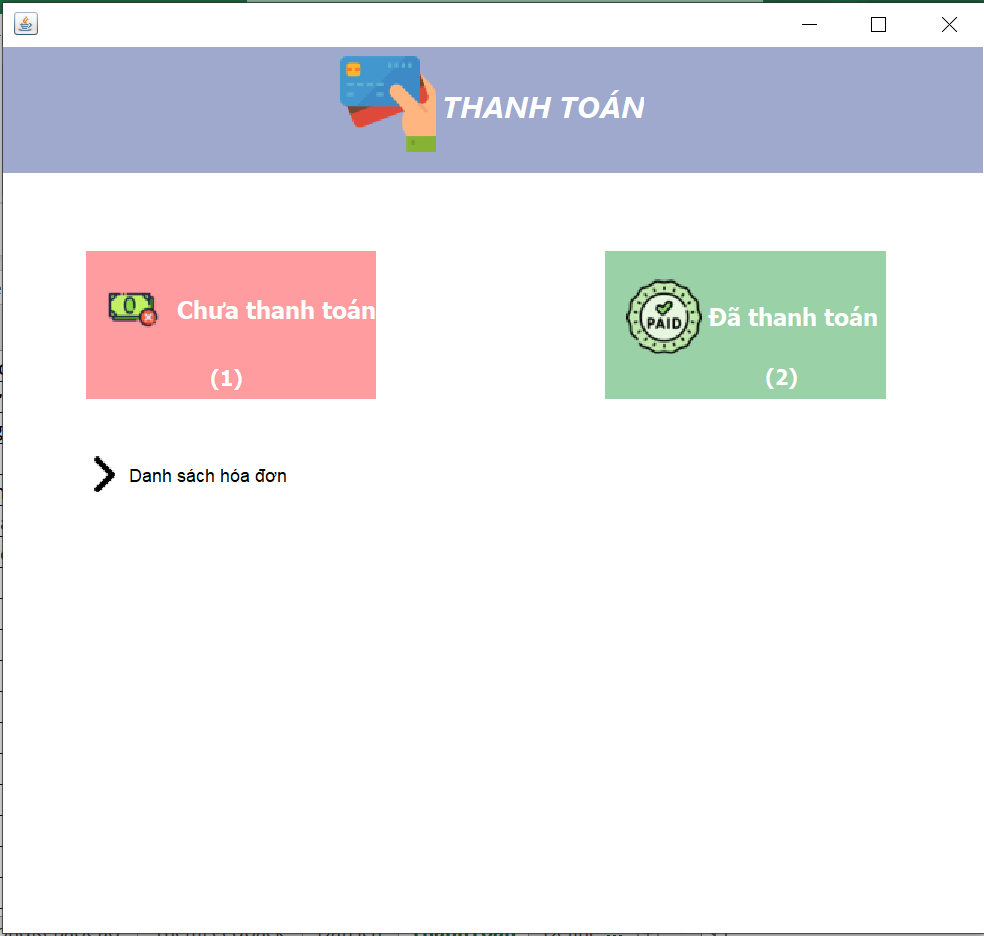 THANH TOÁN
Chưa thanh toán
(1)
PAID
Đã thanh toán
(2)
Danh sách hóa đơn